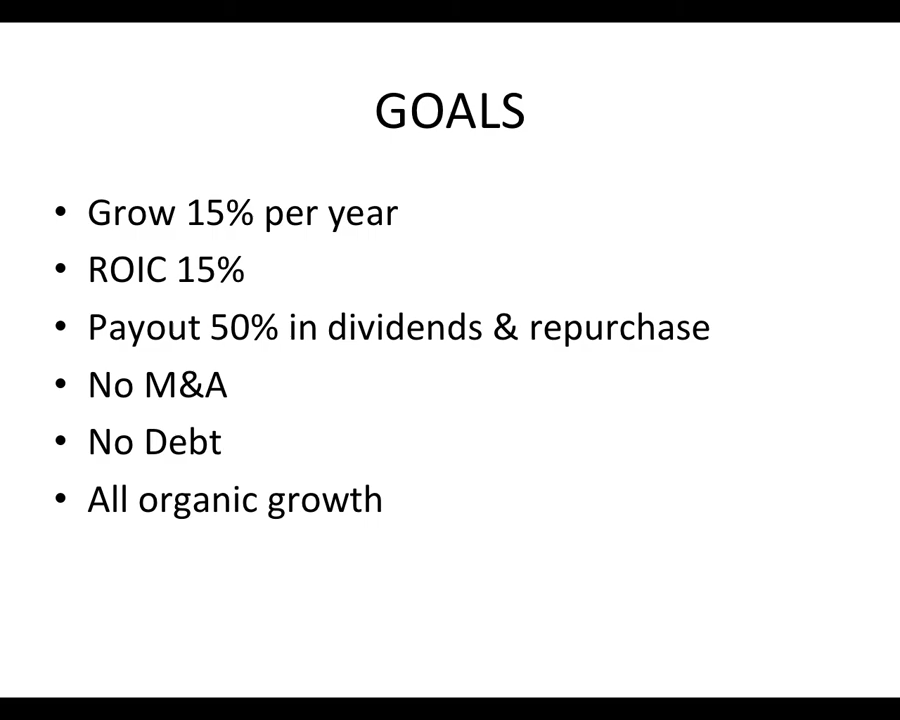 GOALS
• Grow 15% per year
• ROIC 15%
• Payout 50% in dividends & repurchase
• No M&A
• No Debt
• All organic growth